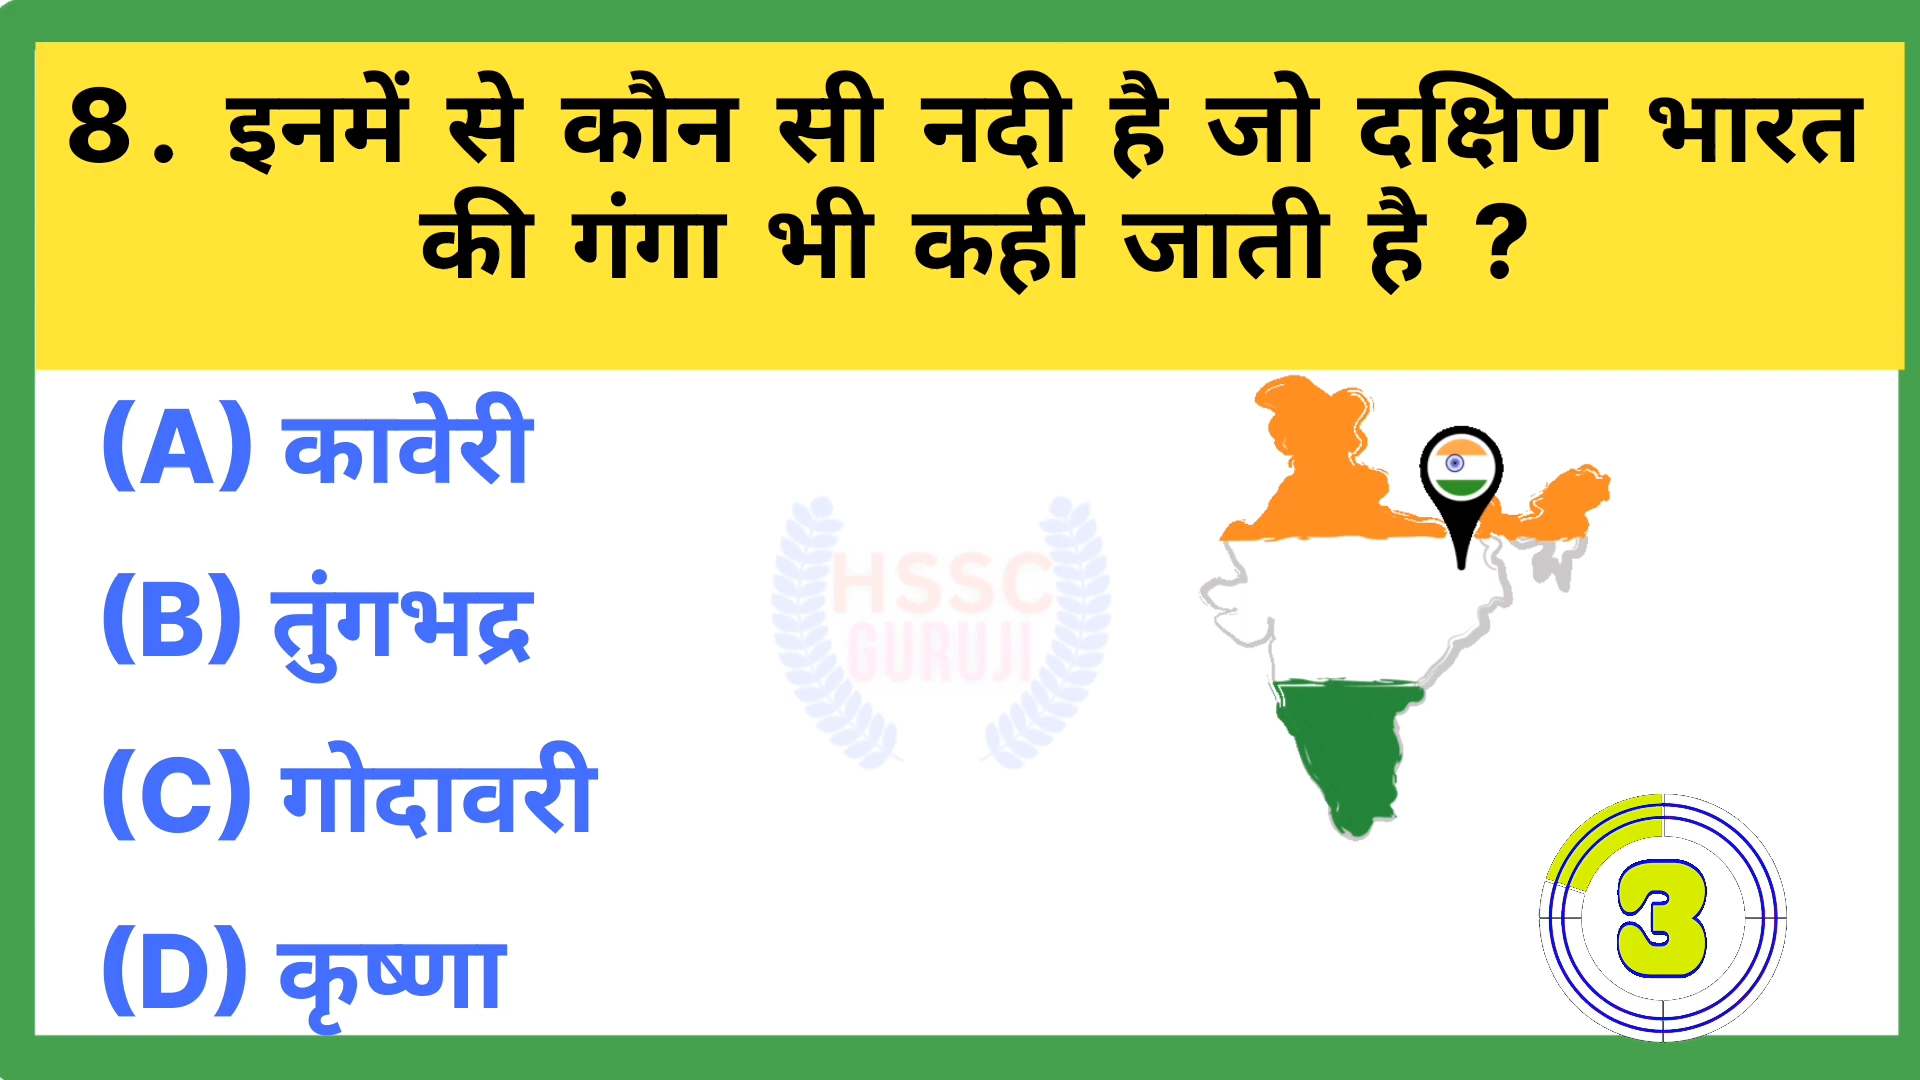 8. इनमें से कौन सी नदी है जो दक्षिण भारत
की गंगा भी कही जाती है ?
(A) कावेरी
(B) तुंगभद्र
(C) गोदावरी
(D) कृष्णा
HSSC
GURUJI
3